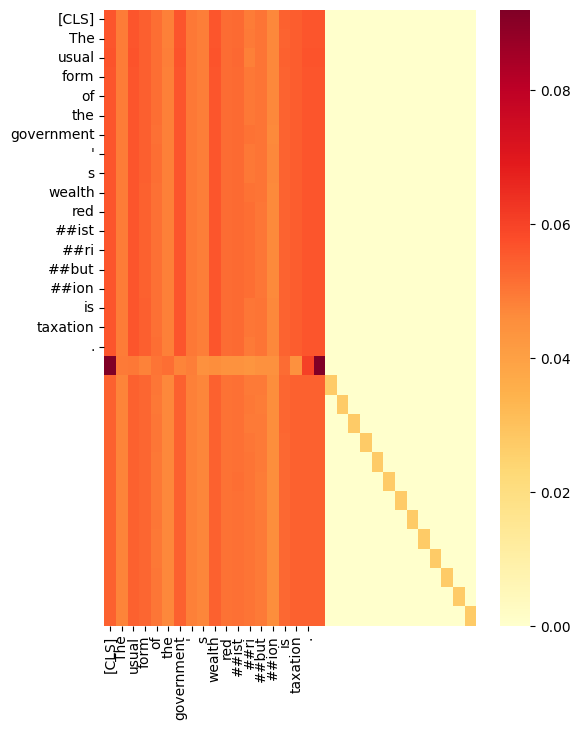 [CLS]
The
usual
form
of
the
government
'
s
wealth
red
##ist
##ri
##but
##ion
is
taxation
.
0.08
0.06
0.04
0.02
0.00
[CLS]
The
usual
form
of
the
government
'
s
wealth
red
##ist
##ri
##but
##ion
is
taxation
.